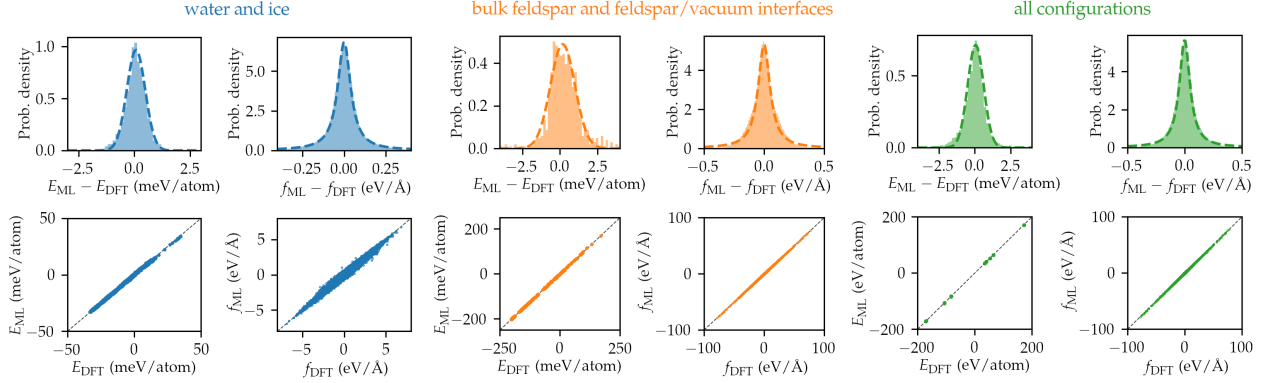 water and ice
bulk feldspar and feldspar/vacuum interfaces
all configurations
Prob. density
1.0
0.5
0.0
−2.5
0.0
2.5
E_ML − E_DFT (meV/atom)
Prob. density
5.0
2.5
0.0
−0.25
0.00
0.25
f_ML − f_DFT (eV/Å)
Prob. density
0.4
0.2
0.0
−2.5
0.0
2.5
E_ML − E_DFT (meV/atom)
Prob. density
4
2
0
−0.5
0.0
0.5
f_ML − f_DFT (eV/Å)
Prob. density
0.5
0.0
−2.5
0.0
2.5
E_ML − E_DFT (meV/atom)
Prob. density
4
2
0
−0.5
0.0
0.5
f_ML − f_DFT (eV/Å)
E_ML (meV/atom)
50
0
−50
−50
0
50
E_DFT (meV/atom)
f_ML (eV/Å)
5
0
−5
−5
0
5
f_DFT (eV/Å)
E_ML (meV/atom)
200
0
−200
−250
0
250
E_DFT (meV/atom)
f_ML (eV/Å)
100
0
−100
−100
0
100
f_DFT (eV/Å)
E_ML (eV/atom)
200
0
−200
−200
0
200
E_DFT (eV/atom)
f_ML (eV/Å)
100
0
−100
−100
0
100
f_DFT (eV/Å)